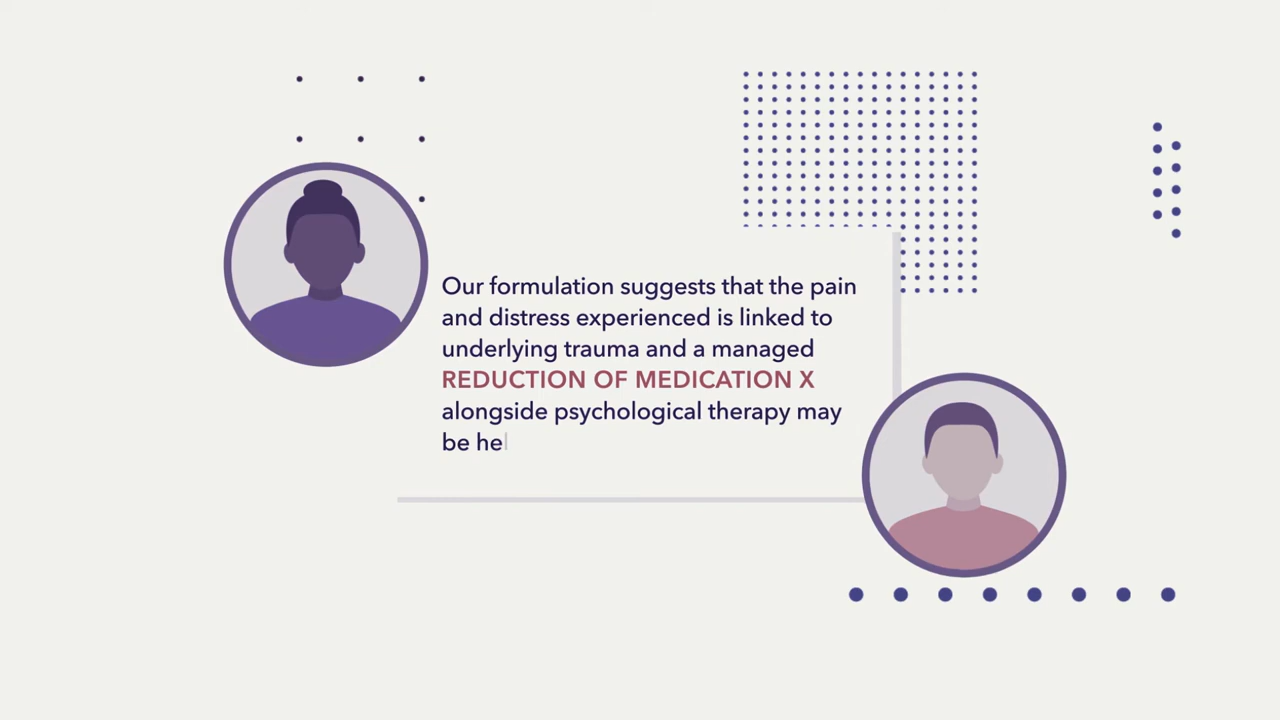 Our formulation suggests that the pain
and distress experienced is linked to
underlying trauma and a managed
REDUCTION OF MEDICATION X
alongside psychological therapy may
be hel